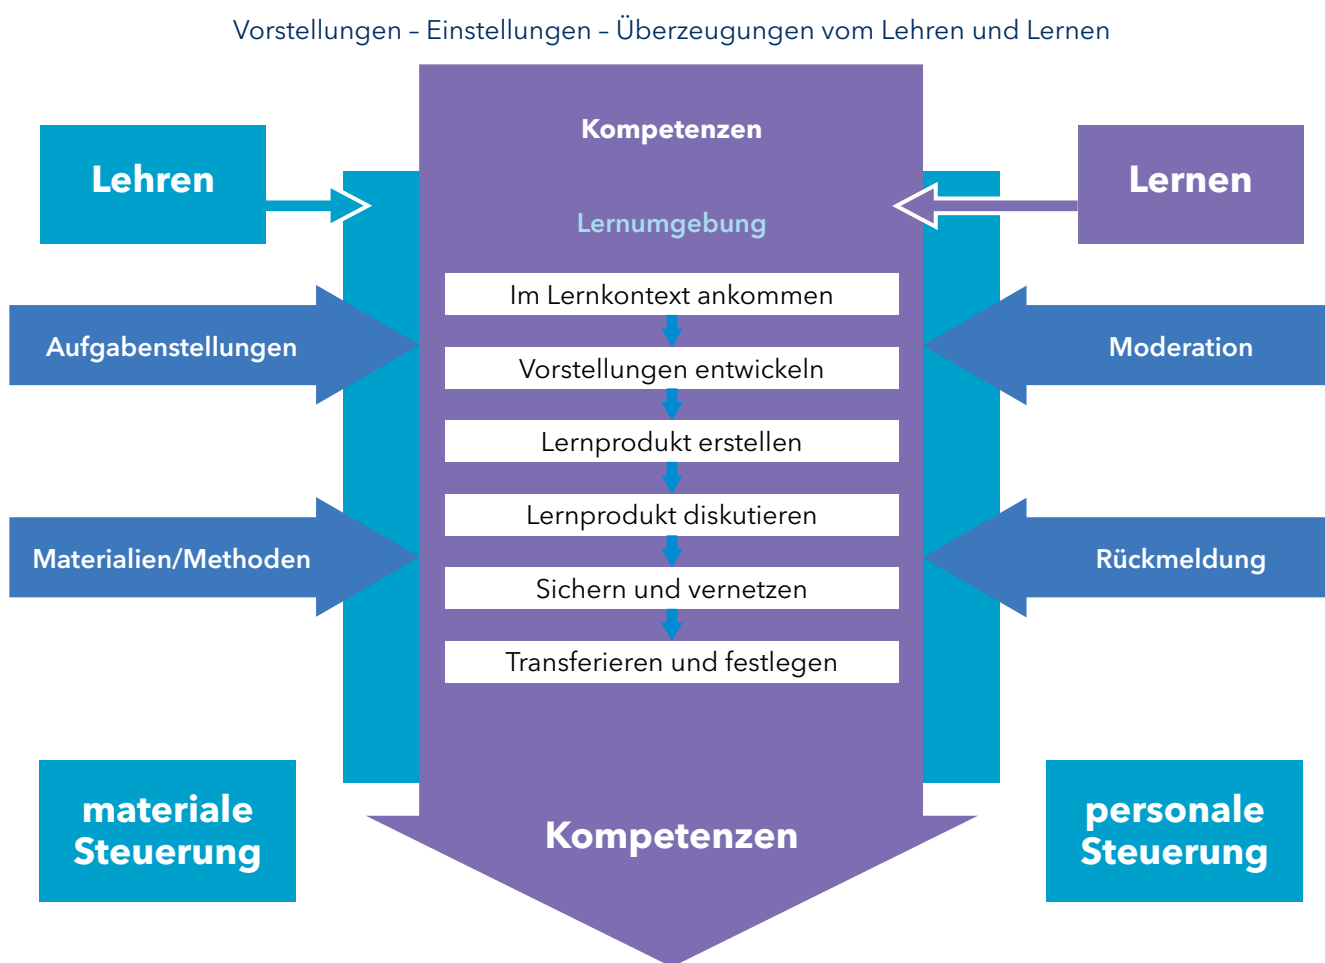 Vorstellungen – Einstellungen – Überzeugungen vom Lehren und Lernen
Kompetenzen
Lehren
Lernen
Lernumgebung
Im Lernkontext ankommen
Aufgabenstellungen
Moderation
Vorstellungen entwickeln
Lernprodukt erstellen
Lernprodukt diskutieren
Materialien/Methoden
Rückmeldung
Sichern und vernetzen
Transferieren und festlegen
materiale
Steuerung
Kompetenzen
personale
Steuerung